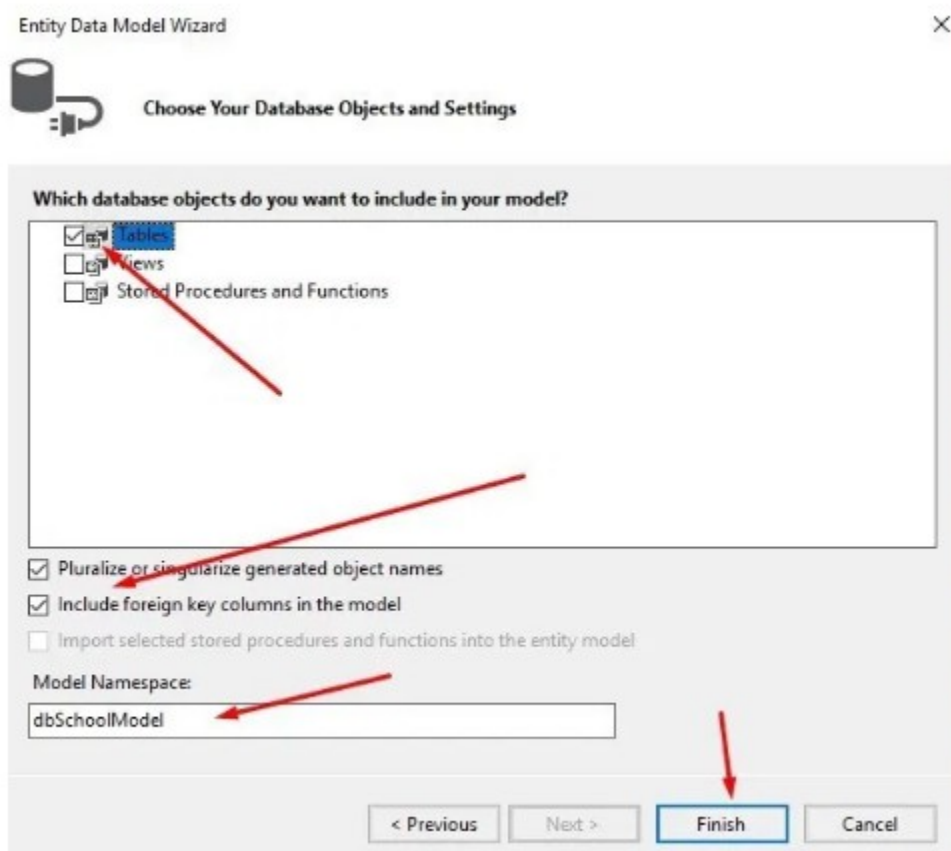 Entity Data Model Wizard
Choose Your Database Objects and Settings
Which database objects do you want to include in your model?
Tables
Views
Stored Procedures and Functions
Pluralize or singularize generated object names
Include foreign key columns in the model
Import selected stored procedures and functions into the entity model
Model Namespace:
dbSchoolModel
< Previous Next > Finish Cancel